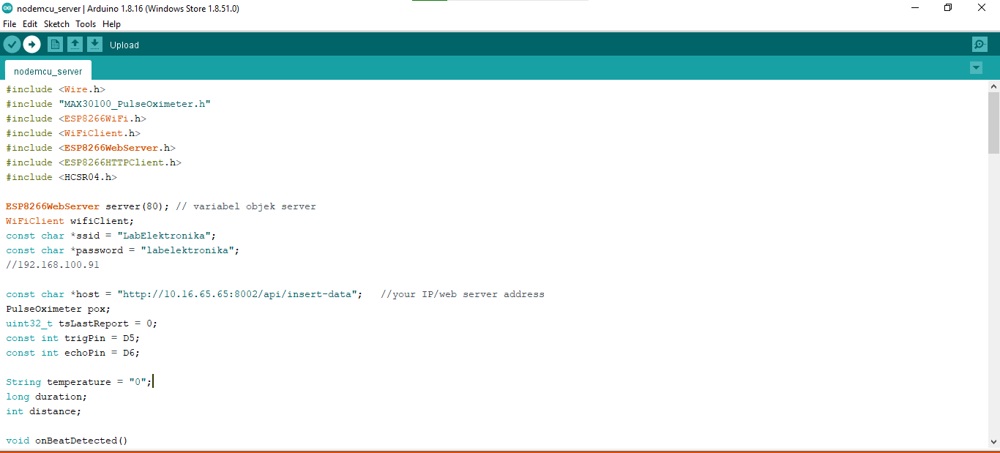 nodemcu_server | Arduino 1.8.16 (Windows Store 1.8.51.0)
File Edit Sketch Tools Help
Upload
nodemcu_server
#include <Wire.h>
#include "MAX30100_PulseOximeter.h"
#include <ESP8266WiFi.h>
#include <WiFiClient.h>
#include <ESP8266WebServer.h>
#include <ESP8266HTTPClient.h>
#include <HCSR04.h>
ESP8266WebServer server(80); // variabel objek server
WiFiClient wifiClient;
const char *ssid = "LabElektronika";
const char *password = "labelektronika";
//192.168.100.91
const char *host = "http://10.16.65.65:8002/api/insert-data";   //your IP/web server address
PulseOximeter pox;
uint32_t tsLastReport = 0;
const int trigPin = D5;
const int echoPin = D6;
String temperature = "0";
long duration;
int distance;
void onBeatDetected()